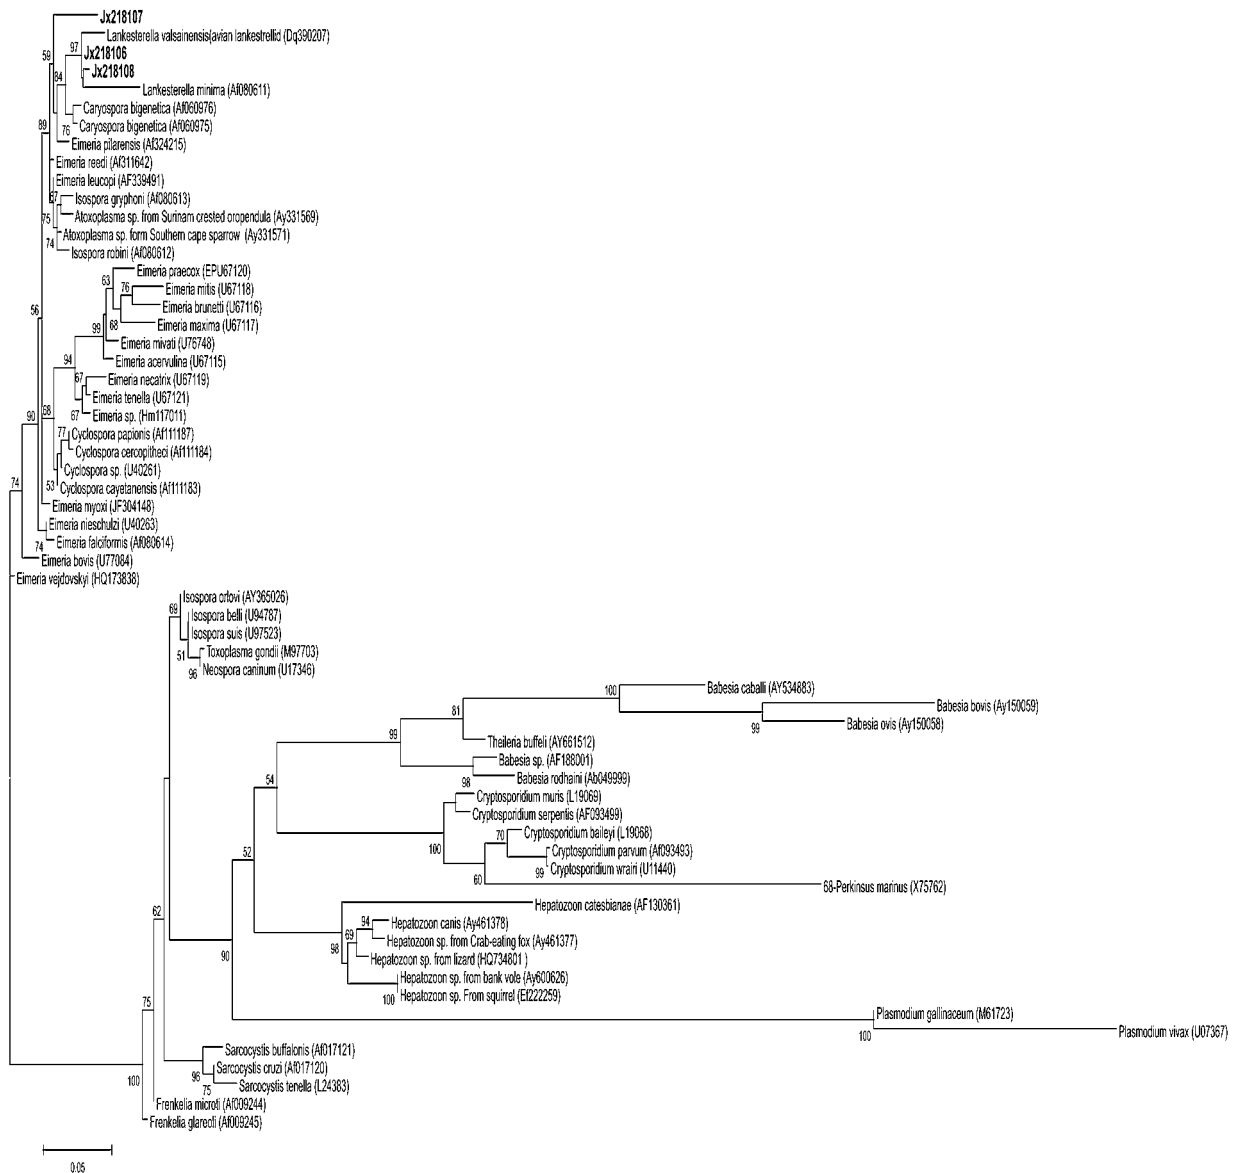 Jx218107
Lankesterella valsainensis(avian lankestrellid (Dq390207)
97
Jx218106
59
Jx218108
84
Lankesterella minima (Af080611)
Caryospora bigenetica (Af060976)
89
Caryospora bigenetica (Af060975)
76
Eimeria pilarensis (Af324215)
Eimeria reedi (Af311642)
Eimeria leucopi (AF339491)
67
Isospora gryphoni (Af080613)
75
Atoxoplasma sp. from Surinam crested oropendula (Ay331569)
Atoxoplasma sp. form Southern cape sparrow (Ay331571)
74
Isospora robini (Af080612)
Eimeria praecox (EPU67120)
63
76
Eimeria mitis (U67118)
56
Eimeria brunetti (U67116)
68
Eimeria maxima (U67117)
99
Eimeria mivati (U76748)
94
Eimeria acervulina (U67115)
67
Eimeria necatrix (U67119)
Eimeria tenella (U67121)
90
68
67
Eimeria sp. (Hm117011)
77
Cyclospora papionis (Af111187)
Cyclospora cercopitheci (Af111184)
Cyclospora sp. (U40261)
74
53
Cyclospora cayetanensis (Af111183)
Eimeria myoxi (JF304148)
Eimeria nieschulzi (U40263)
74
Eimeria falciformis (Af080614)
Eimeria bovis (U77084)
Eimeria vejdovskyi (HQ173838)
Isospora orlovi (AY365026)
69
Isospora belli (U94787)
Isospora suis (U97523)
51
Toxoplasma gondii (M97703)
96
Neospora caninum (U17346)
100
Babesia caballi (AY534883)
81
Babesia bovis (Ay150059)
99
Babesia ovis (Ay150058)
99
Theileria buffeli (AY661512)
Babesia sp. (AF188001)
54
Babesia rodhaini (Ab049999)
98
Cryptosporidium muris (L19069)
Cryptosporidium serpentis (AF093499)
70
Cryptosporidium baileyi (L19068)
52
100
Cryptosporidium parvum (Af093493)
99
Cryptosporidium wrairi (U11440)
60
68-Perkinsus marinus (X75762)
Hepatozoon catesbianae (AF130361)
62
94
Hepatozoon canis (Ay461378)
69
Hepatozoon sp. from Crab-eating fox (Ay461377)
90
98
Hepatozoon sp. from lizard (HQ734801 )
Hepatozoon sp. from bank vole (Ay600626)
100
Hepatozoon sp. From squirrel (Ef222259)
75
Plasmodium gallinaceum (M61723)
100
Plasmodium vivax (U07367)
Sarcocystis buffalonis (Af017121)
100
96
Sarcocystis cruzi (Af017120)
75
Sarcocystis tenella (L24383)
Frenkelia microti (Af009244)
Frenkelia glareoti (Af009245)
0.05